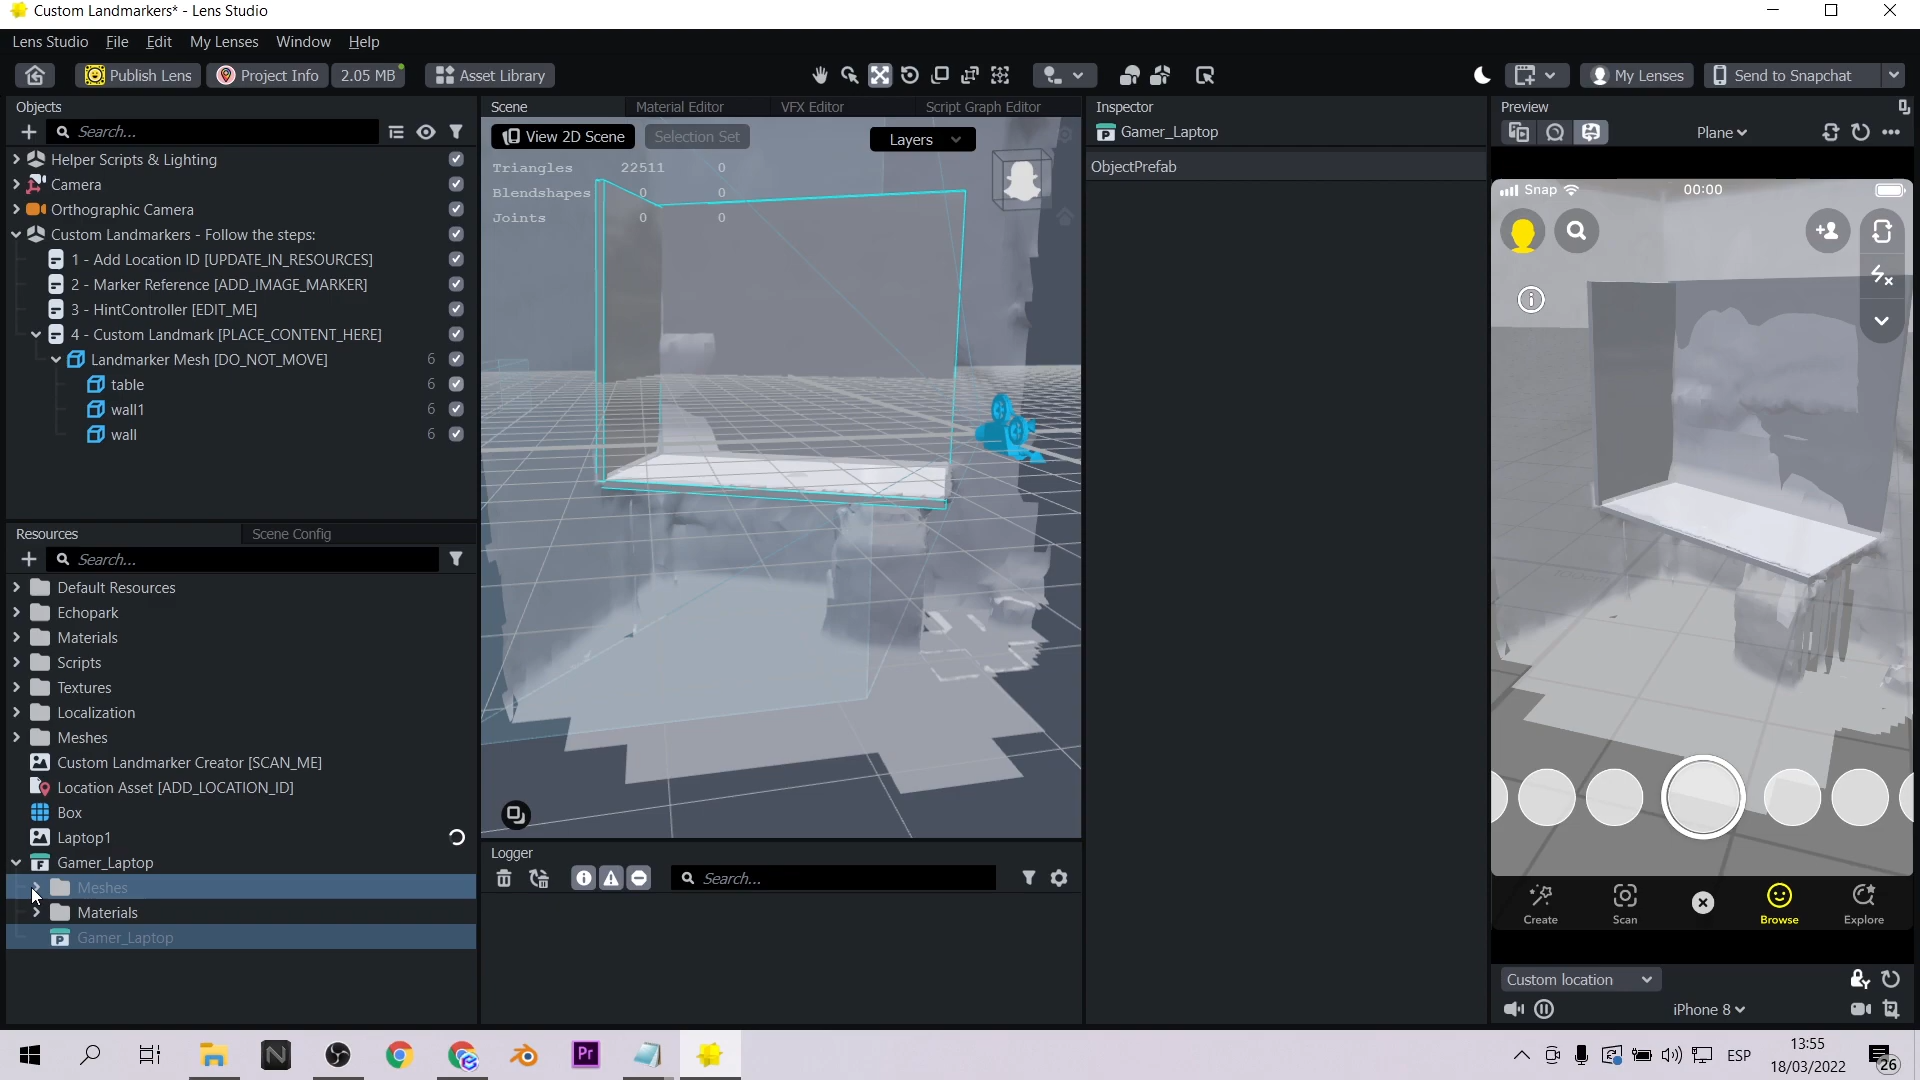 Custom Landmarkers* - Lens Studio
Lens Studio File Edit My Lenses Window Help
Publish Lens Project Info 2.05 MB Asset Library My Lenses Send to Snapchat
Objects
Search...
Helper Scripts & Lighting
Camera
Orthographic Camera
Custom Landmarkers - Follow the steps:
1 - Add Location ID [UPDATE_IN_RESOURCES]
2 - Marker Reference [ADD_IMAGE_MARKER]
3 - HintController [EDIT_ME]
4 - Custom Landmark [PLACE_CONTENT_HERE]
Landmarker Mesh [DO_NOT_MOVE] 6
table 6
wall1 6
wall 6
Resources Scene Config
Search...
Default Resources
Echopark
Materials
Scripts
Textures
Localization
Meshes
Custom Landmarker Creator [SCAN_ME]
Location Asset [ADD_LOCATION_ID]
Box
Laptop1
Gamer_Laptop
Meshes
Materials
Gamer_Laptop
Scene Material Editor VFX Editor Script Graph Editor
View 2D Scene Selection Set Layers
Triangles 22511 0
Blendshapes 0 0
Joints 0 0
Logger
Search...
Inspector
Gamer_Laptop
ObjectPrefab
Preview
Plane
Snap 00:00
Create Scan Browse Explore
Custom location
iPhone 8
N Pr
ESP
13:55
18/03/2022
26